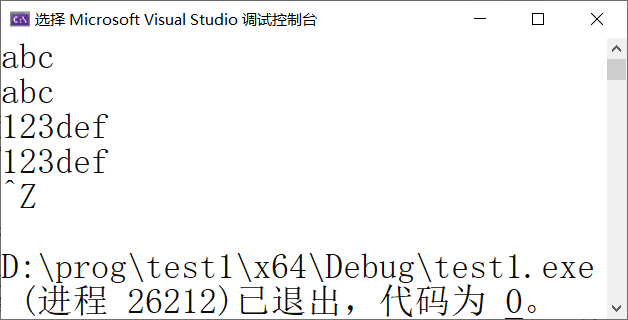 选择 Microsoft Visual Studio 调试控制台
abc
abc
123def
123def
^Z
D:\prog\test1\x64\Debug\test1.exe
(进程 26212)已退出，代码为 0。